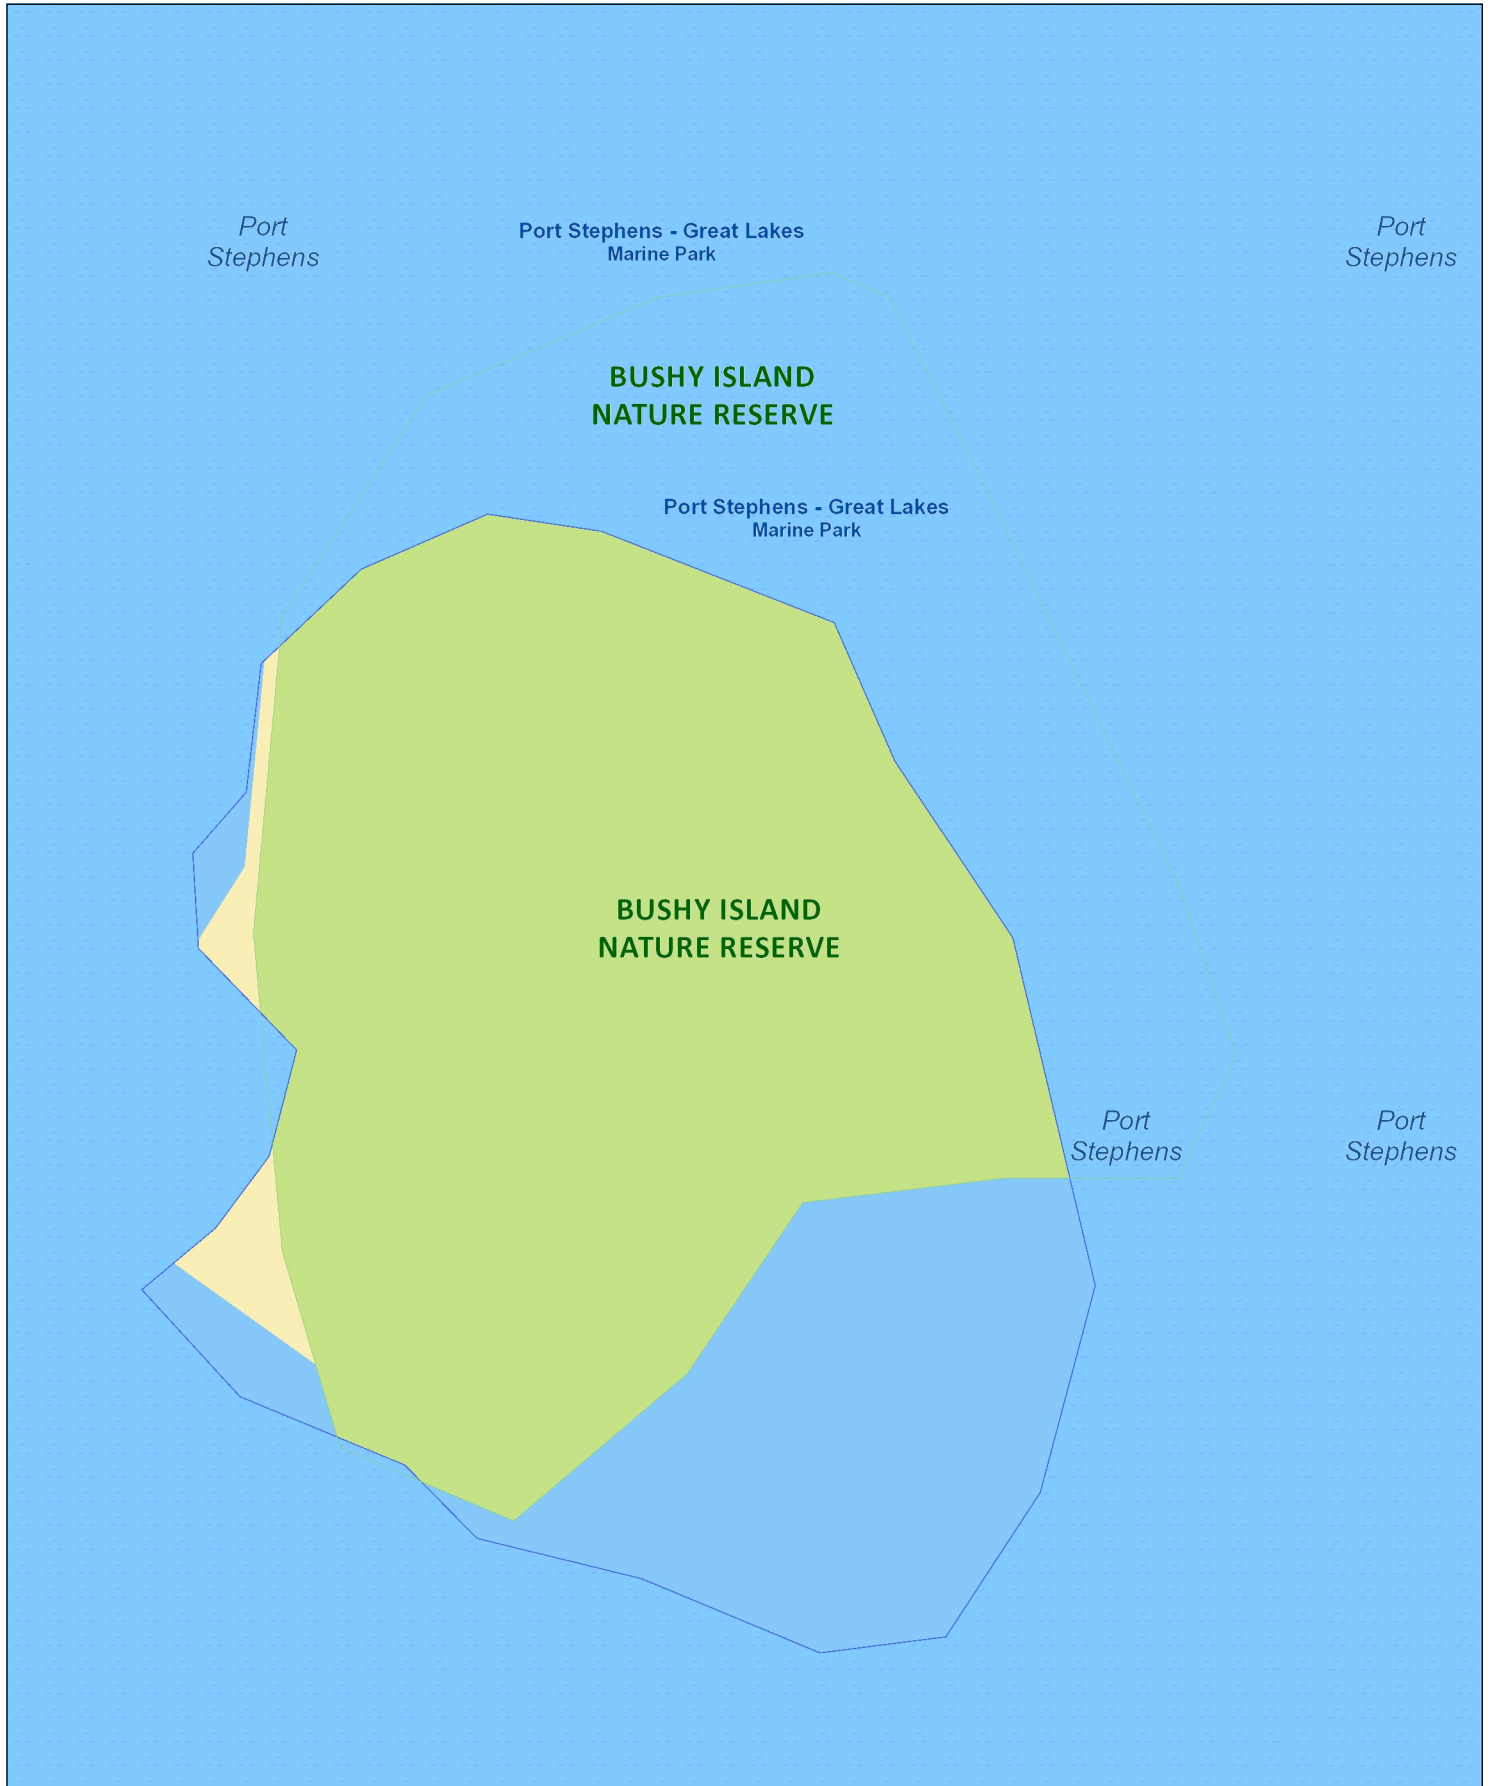 Port
Stephens
Port Stephens - Great Lakes
Marine Park
Port
Stephens
BUSHY ISLAND
NATURE RESERVE
Port Stephens - Great Lakes
Marine Park
BUSHY ISLAND
NATURE RESERVE
Port
Stephens
Port
Stephens